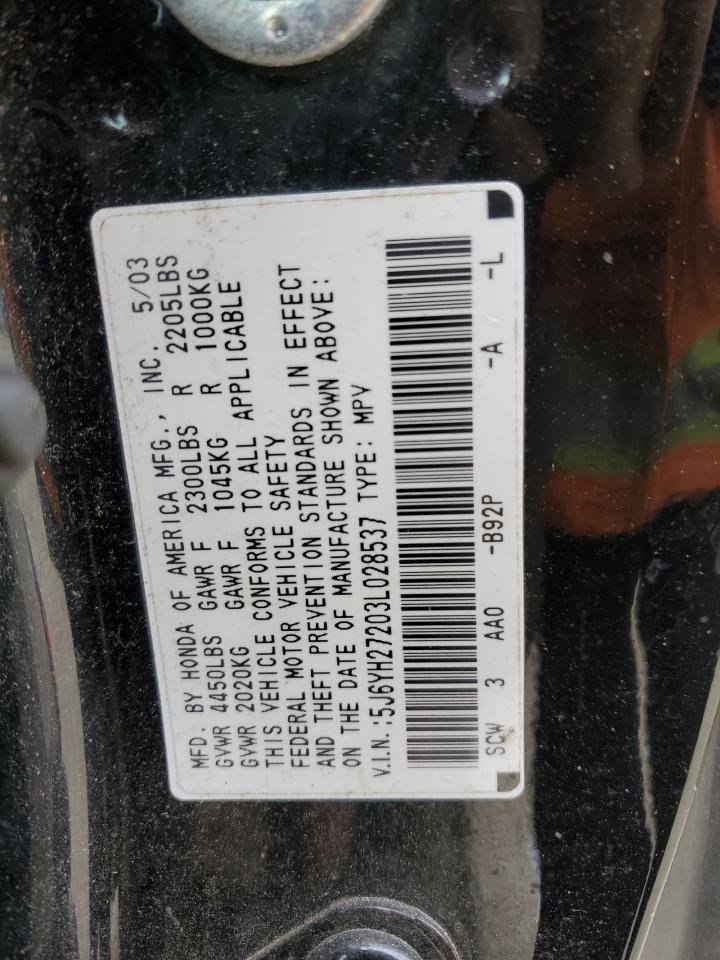 MFD. BY HONDA OF AMERICA MFG., INC. 5/03
GVWR 4450LBS GAWR F 2300LBS R 2205LBS
GVWR 2020KG GAWR F 1045KG R 1000KG
THIS VEHICLE CONFORMS TO ALL APPLICABLE
FEDERAL MOTOR VEHICLE SAFETY
AND THEFT PREVENTION STANDARDS IN EFFECT
ON THE DATE OF MANUFACTURE SHOWN ABOVE:
V.I.N.:5J6YH27203L028537 TYPE: MPV
SCW 3 AA0 -B92P -A -L